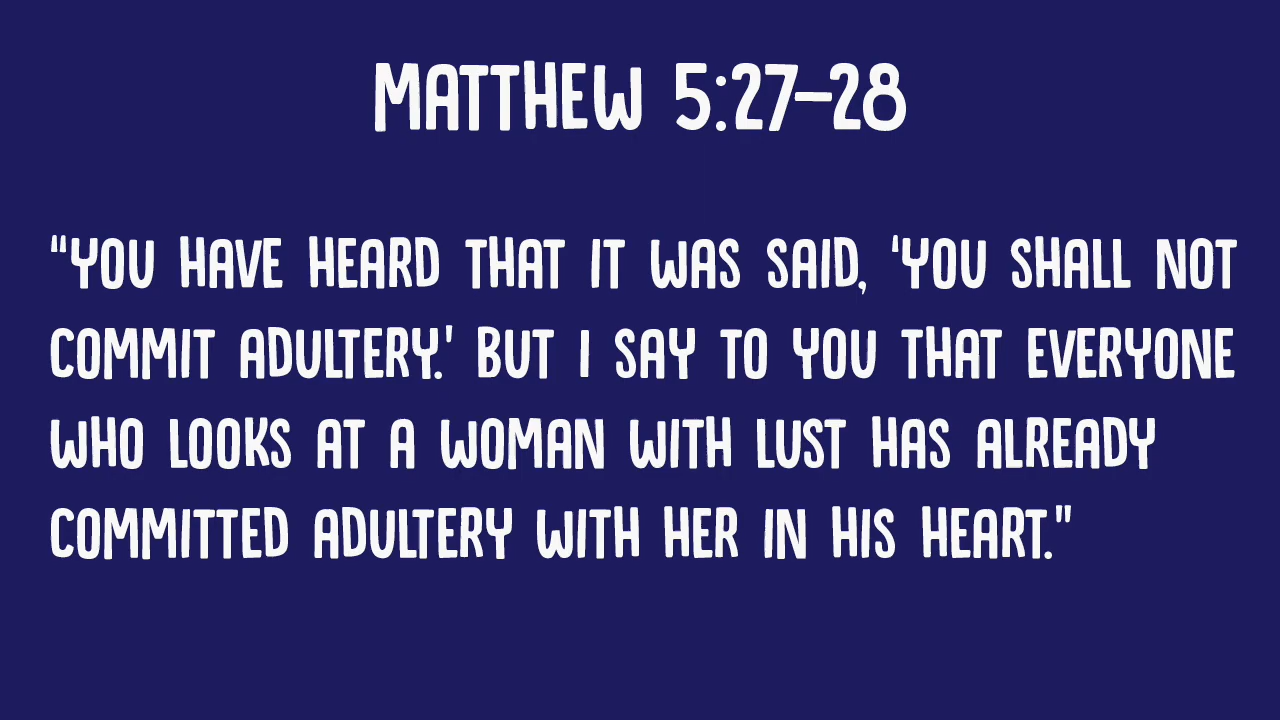 MATTHEW 5:27–28
"YOU HAVE HEARD THAT IT WAS SAID, 'YOU SHALL NOT
COMMIT ADULTERY.' BUT I SAY TO YOU THAT EVERYONE
WHO LOOKS AT A WOMAN WITH LUST HAS ALREADY
COMMITTED ADULTERY WITH HER IN HIS HEART."